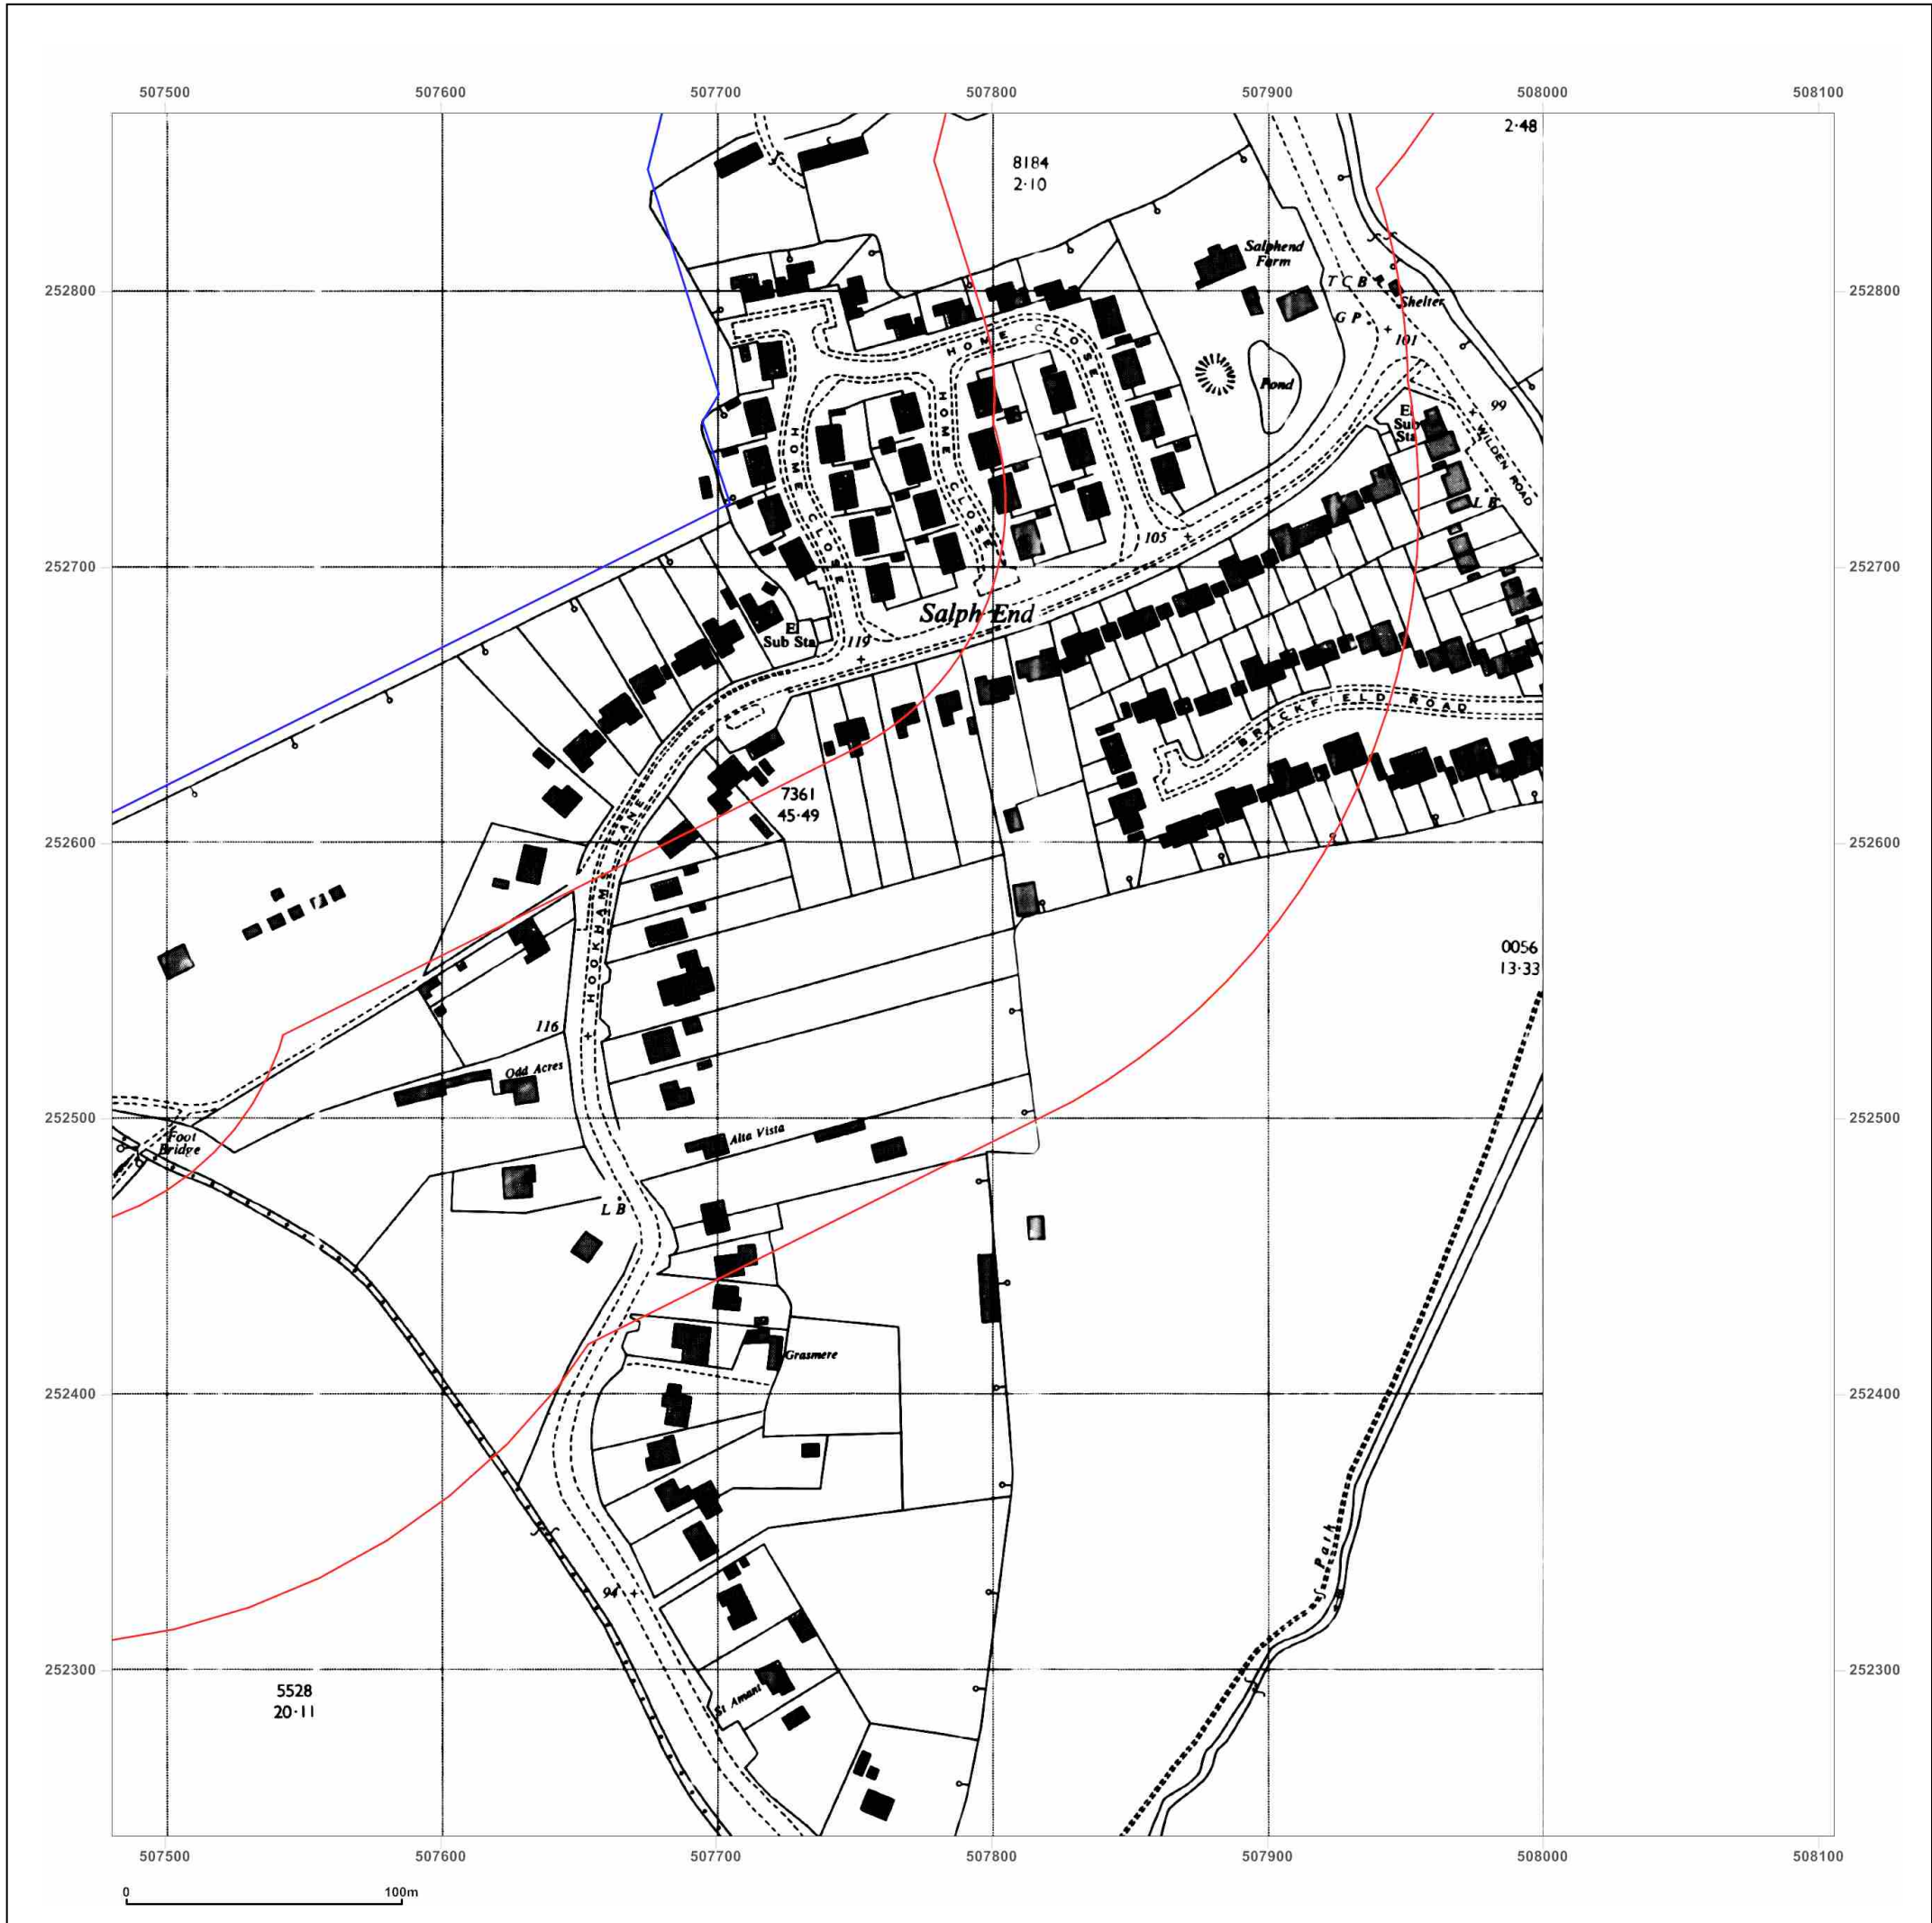 507500 507600 507700 507800 507900 508000 508100
2·48
8184
2·10
Salphend
Farm
T C B
252800
252800
Shelter
G P
101
HOME CLOSE
Pond
99
El
Sub
Sta
HOME CLOSE
HOME CLOSE
WILDEN ROAD
L B
105
252700
252700
Salph End
El
Sub Sta
119
BRICKFIELD ROAD
7361
45·49
252600
252600
HOOKHAMS LANE
0056
13·33
116
Odd Acres
252500
252500
Foot
Bridge
Alta Vista
L B
Grasmere
252400
252400
Path
94
252300
252300
St Amant
5528
20·11
507500 507600 507700 507800 507900 508000 508100
0 100m